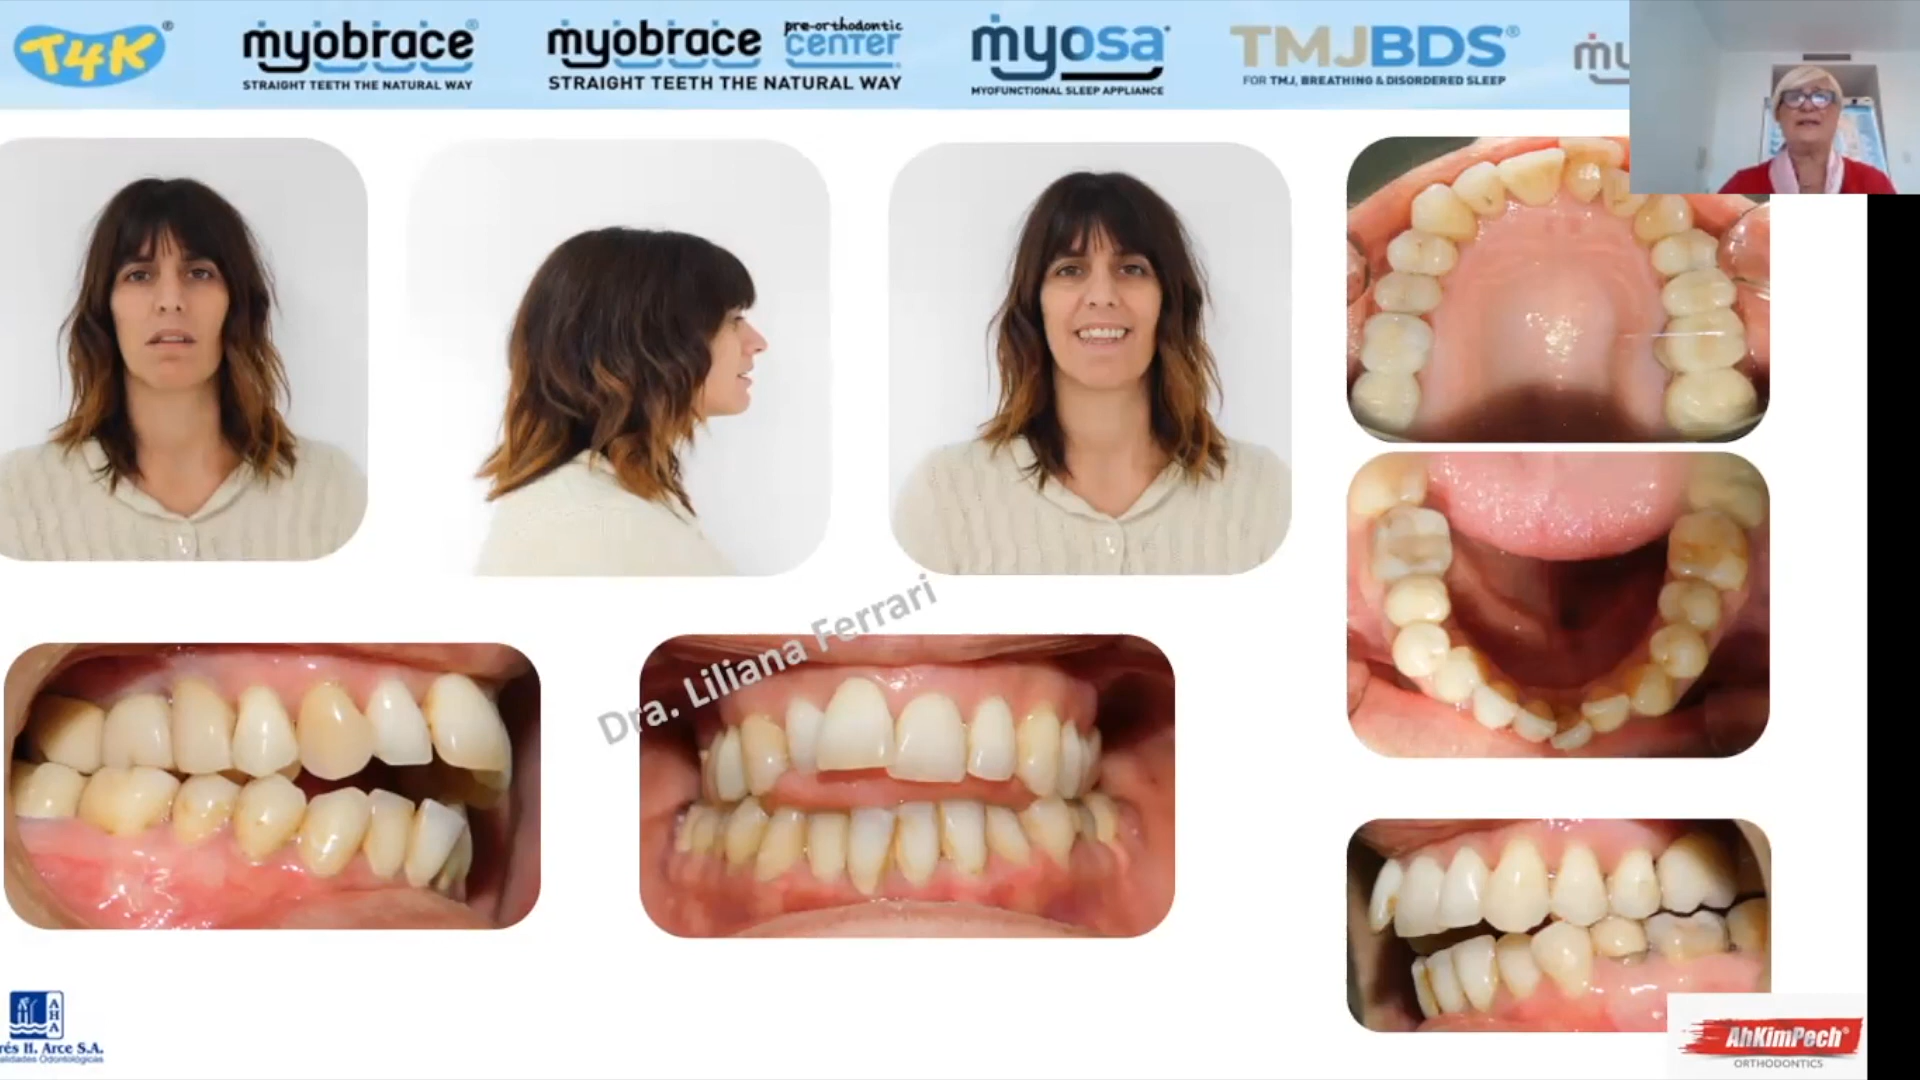 T4K®
myobrace®
STRAIGHT TEETH THE NATURAL WAY
myobrace pre-orthodontic center®
STRAIGHT TEETH THE NATURAL WAY
myosa®
MYOFUNCTIONAL SLEEP APPLIANCE
TMJBDS®
FOR TMJ, BREATHING & DISORDERED SLEEP
Dra. Liliana Ferrari
AHA
rés H. Arce S.A.
AhKimPech®
ORTHODONTICS